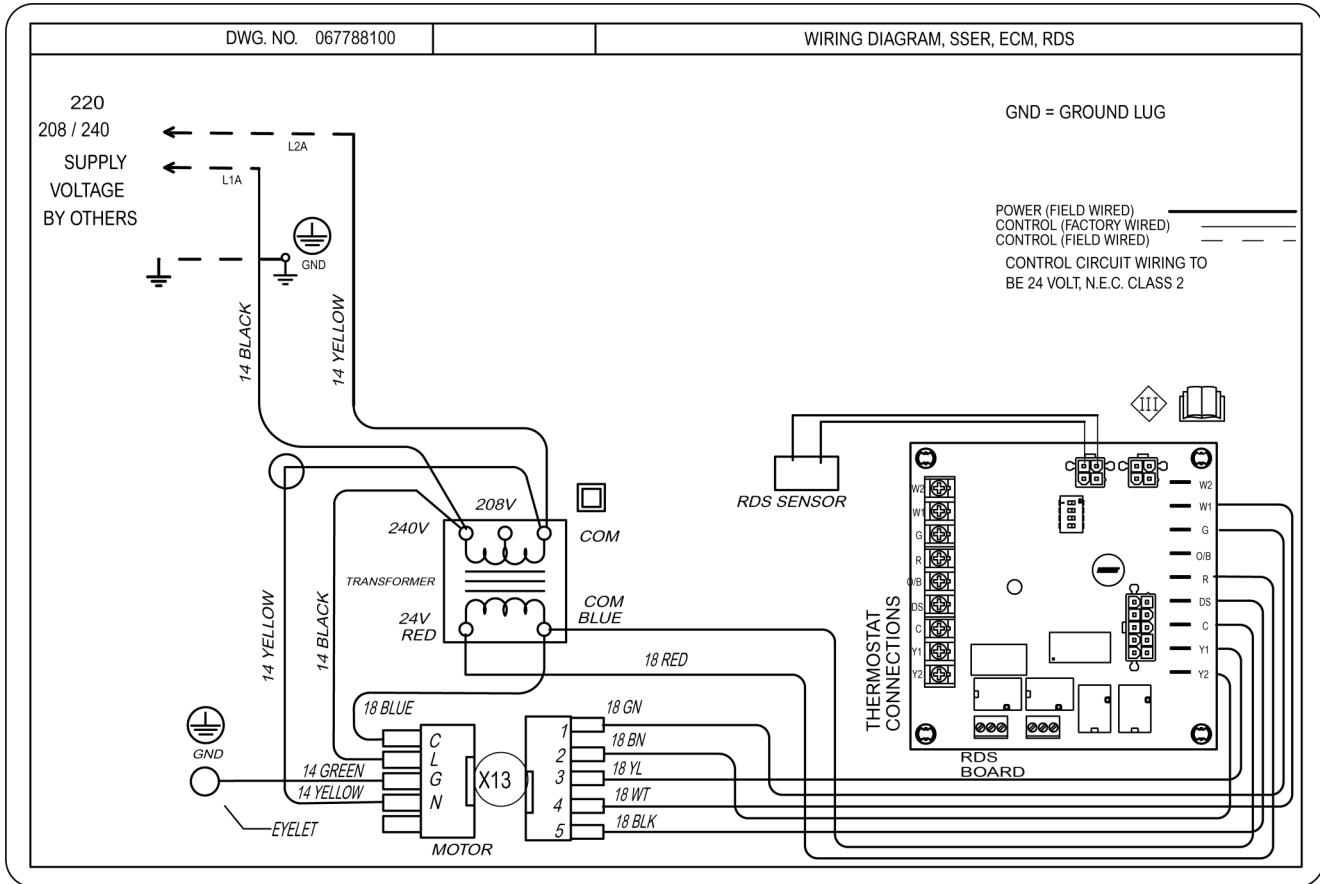 DWG. NO. 067788100
WIRING DIAGRAM, SSER, ECM, RDS
220
208 / 240
SUPPLY
VOLTAGE
BY OTHERS
L2A
L1A
GND
GND = GROUND LUG
POWER (FIELD WIRED)
CONTROL (FACTORY WIRED)
CONTROL (FIELD WIRED)
CONTROL CIRCUIT WIRING TO
BE 24 VOLT, N.E.C. CLASS 2
14 BLACK
14 YELLOW
III
RDS SENSOR
208V
240V
COM
TRANSFORMER
24V
RED
COM
BLUE
14 YELLOW
14 BLACK
18 RED
18 BLUE
THERMOSTAT
CONNECTIONS
W2
W1
G
R
O/B
DS
C
Y1
Y2
W2
W1
G
O/B
R
DS
C
Y1
Y2
RDS
BOARD
GND
14 GREEN
14 YELLOW
EYELET
C
L
G
N
X13
MOTOR
1
2
3
4
5
18 GN
18 BN
18 YL
18 WT
18 BLK